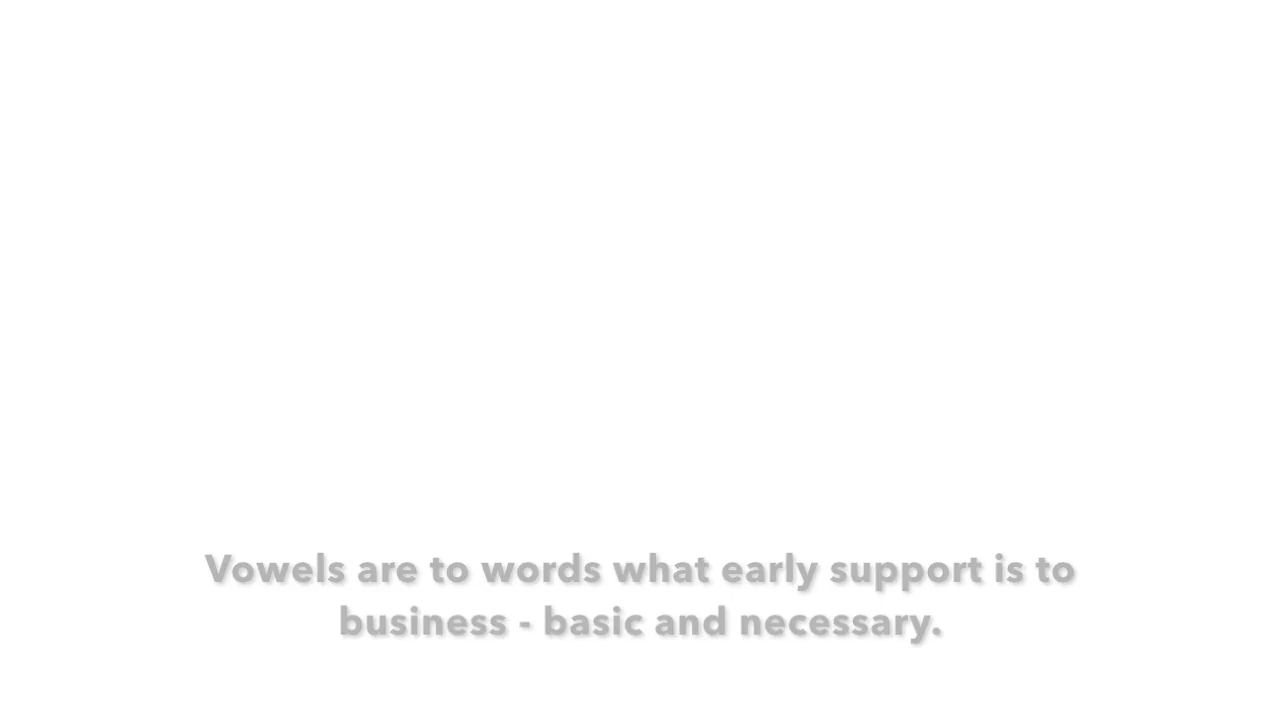 Vowels are to words what early support is to
business - basic and necessary.